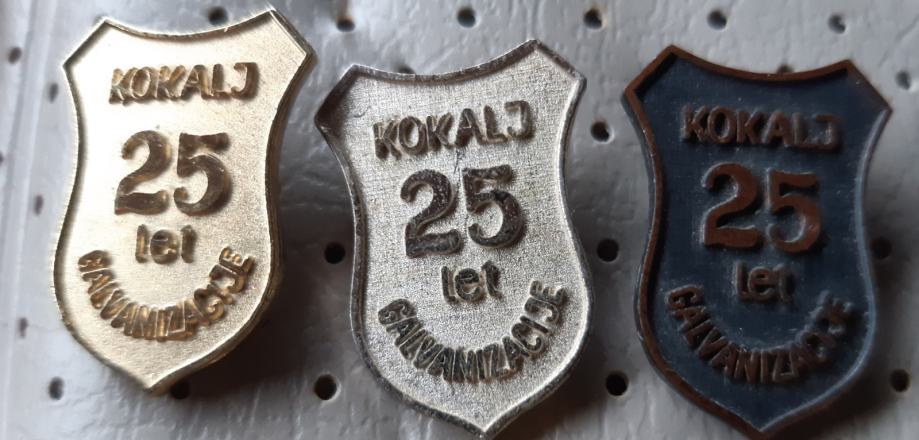 KOKALJ
25
let
GALVANIZACIJE
KOKALJ
25
let
GALVANIZACIJE
KOKALJ
25
let
GALVANIZACIJE